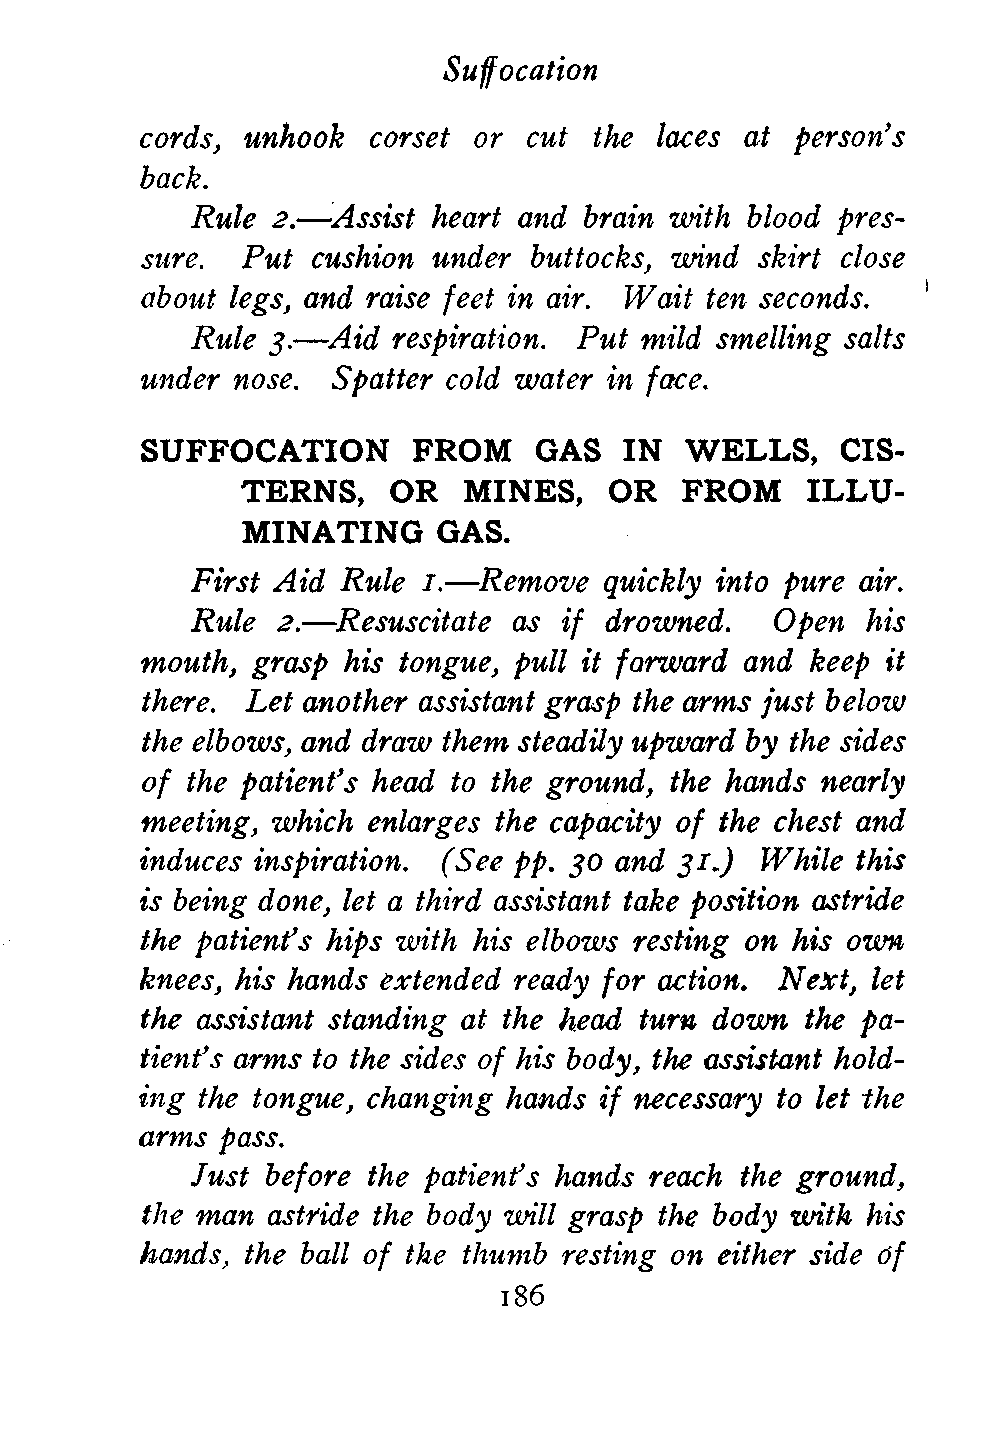 Suffocation
cords, unhook corset or cut the laces at person's
back.
Rule 2.—Assist heart and brain with blood pres-
sure. Put cushion under buttocks, wind skirt close
about legs, and raise feet in air. Wait ten seconds.
Rule 3.—Aid respiration. Put mild smelling salts
under nose. Spatter cold water in face.
SUFFOCATION FROM GAS IN WELLS, CIS-
TERNS, OR MINES, OR FROM ILLU-
MINATING GAS.
First Aid Rule 1.—Remove quickly into pure air.
Rule 2.—Resuscitate as if drowned. Open his
mouth, grasp his tongue, pull it forward and keep it
there. Let another assistant grasp the arms just below
the elbows, and draw them steadily upward by the sides
of the patient's head to the ground, the hands nearly
meeting, which enlarges the capacity of the chest and
induces inspiration. (See pp. 30 and 31.) While this
is being done, let a third assistant take position astride
the patient's hips with his elbows resting on his own
knees, his hands extended ready for action. Next, let
the assistant standing at the head turn down the pa-
tient's arms to the sides of his body, the assistant hold-
ing the tongue, changing hands if necessary to let the
arms pass.
Just before the patient's hands reach the ground,
the man astride the body will grasp the body with his
hands, the ball of the thumb resting on either side of
186